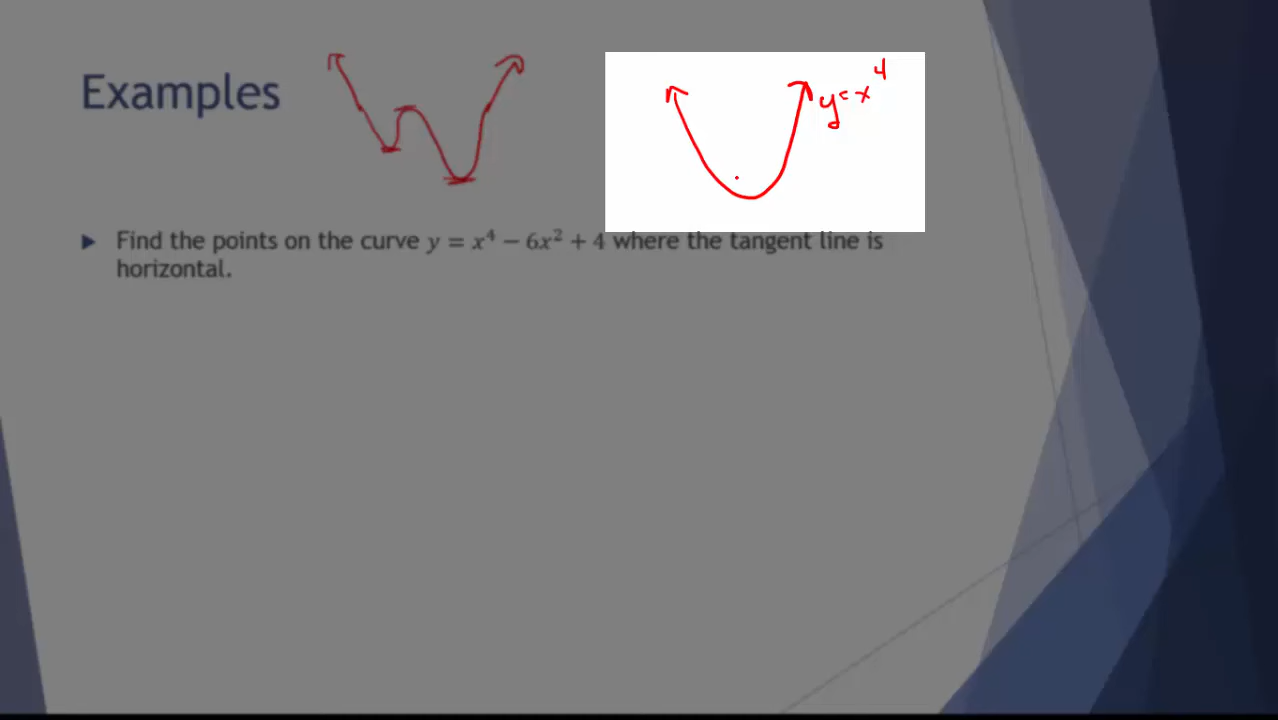 Examples
y = x⁴
Find the points on the curve y = x⁴ − 6x² + 4 where the tangent line is
horizontal.